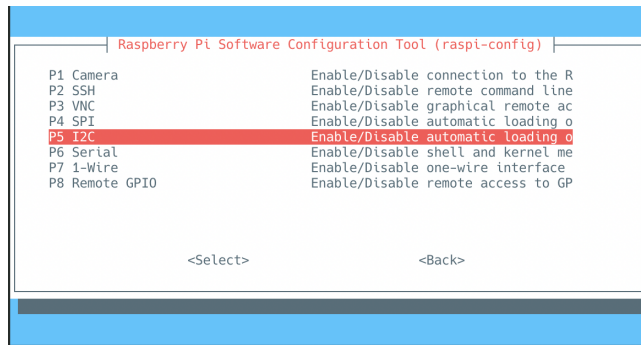 Raspberry Pi Software Configuration Tool (raspi-config)
P1 Camera Enable/Disable connection to the R
P2 SSH Enable/Disable remote command line
P3 VNC Enable/Disable graphical remote ac
P4 SPI Enable/Disable automatic loading o
P5 I2C Enable/Disable automatic loading o
P6 Serial Enable/Disable shell and kernel me
P7 1-Wire Enable/Disable one-wire interface
P8 Remote GPIO Enable/Disable remote access to GP
<Select> <Back>